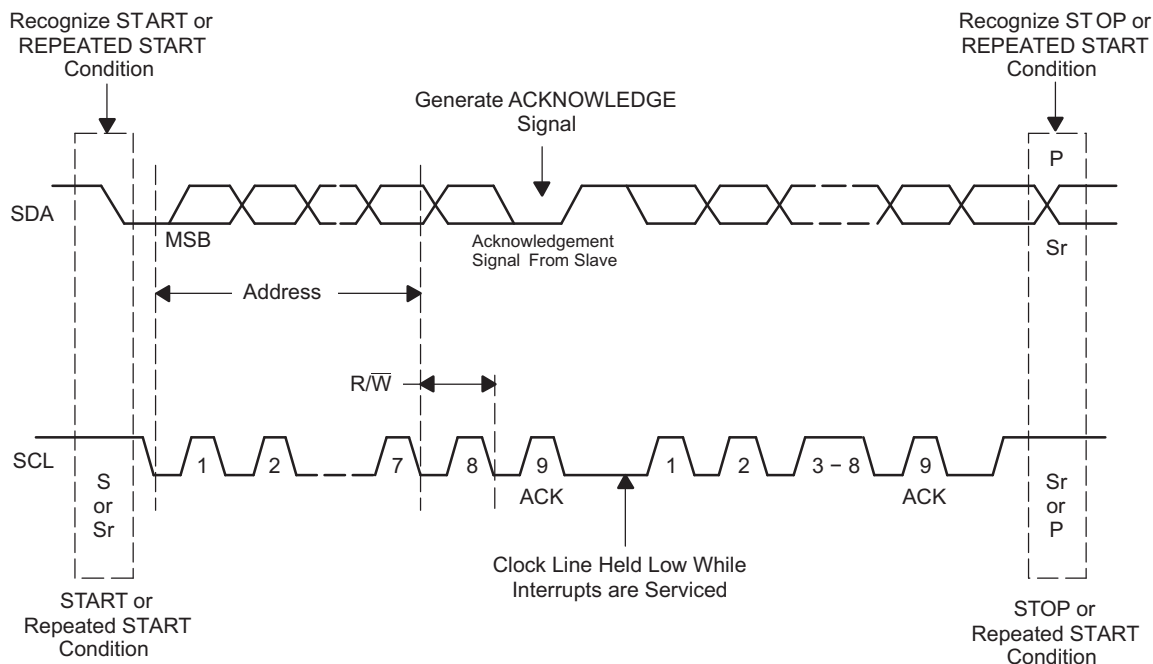 Recognize START or
REPEATED START
Condition
Recognize STOP or
REPEATED START
Condition
Generate ACKNOWLEDGE
Signal
P
SDA
MSB
Acknowledgement
Signal From Slave
Sr
Address
R/W̅
SCL
1
2
7
8
9
1
2
3 – 8
9
ACK
ACK
S
or
Sr
Sr
or
P
Clock Line Held Low While
Interrupts are Serviced
START or
Repeated START
Condition
STOP or
Repeated START
Condition